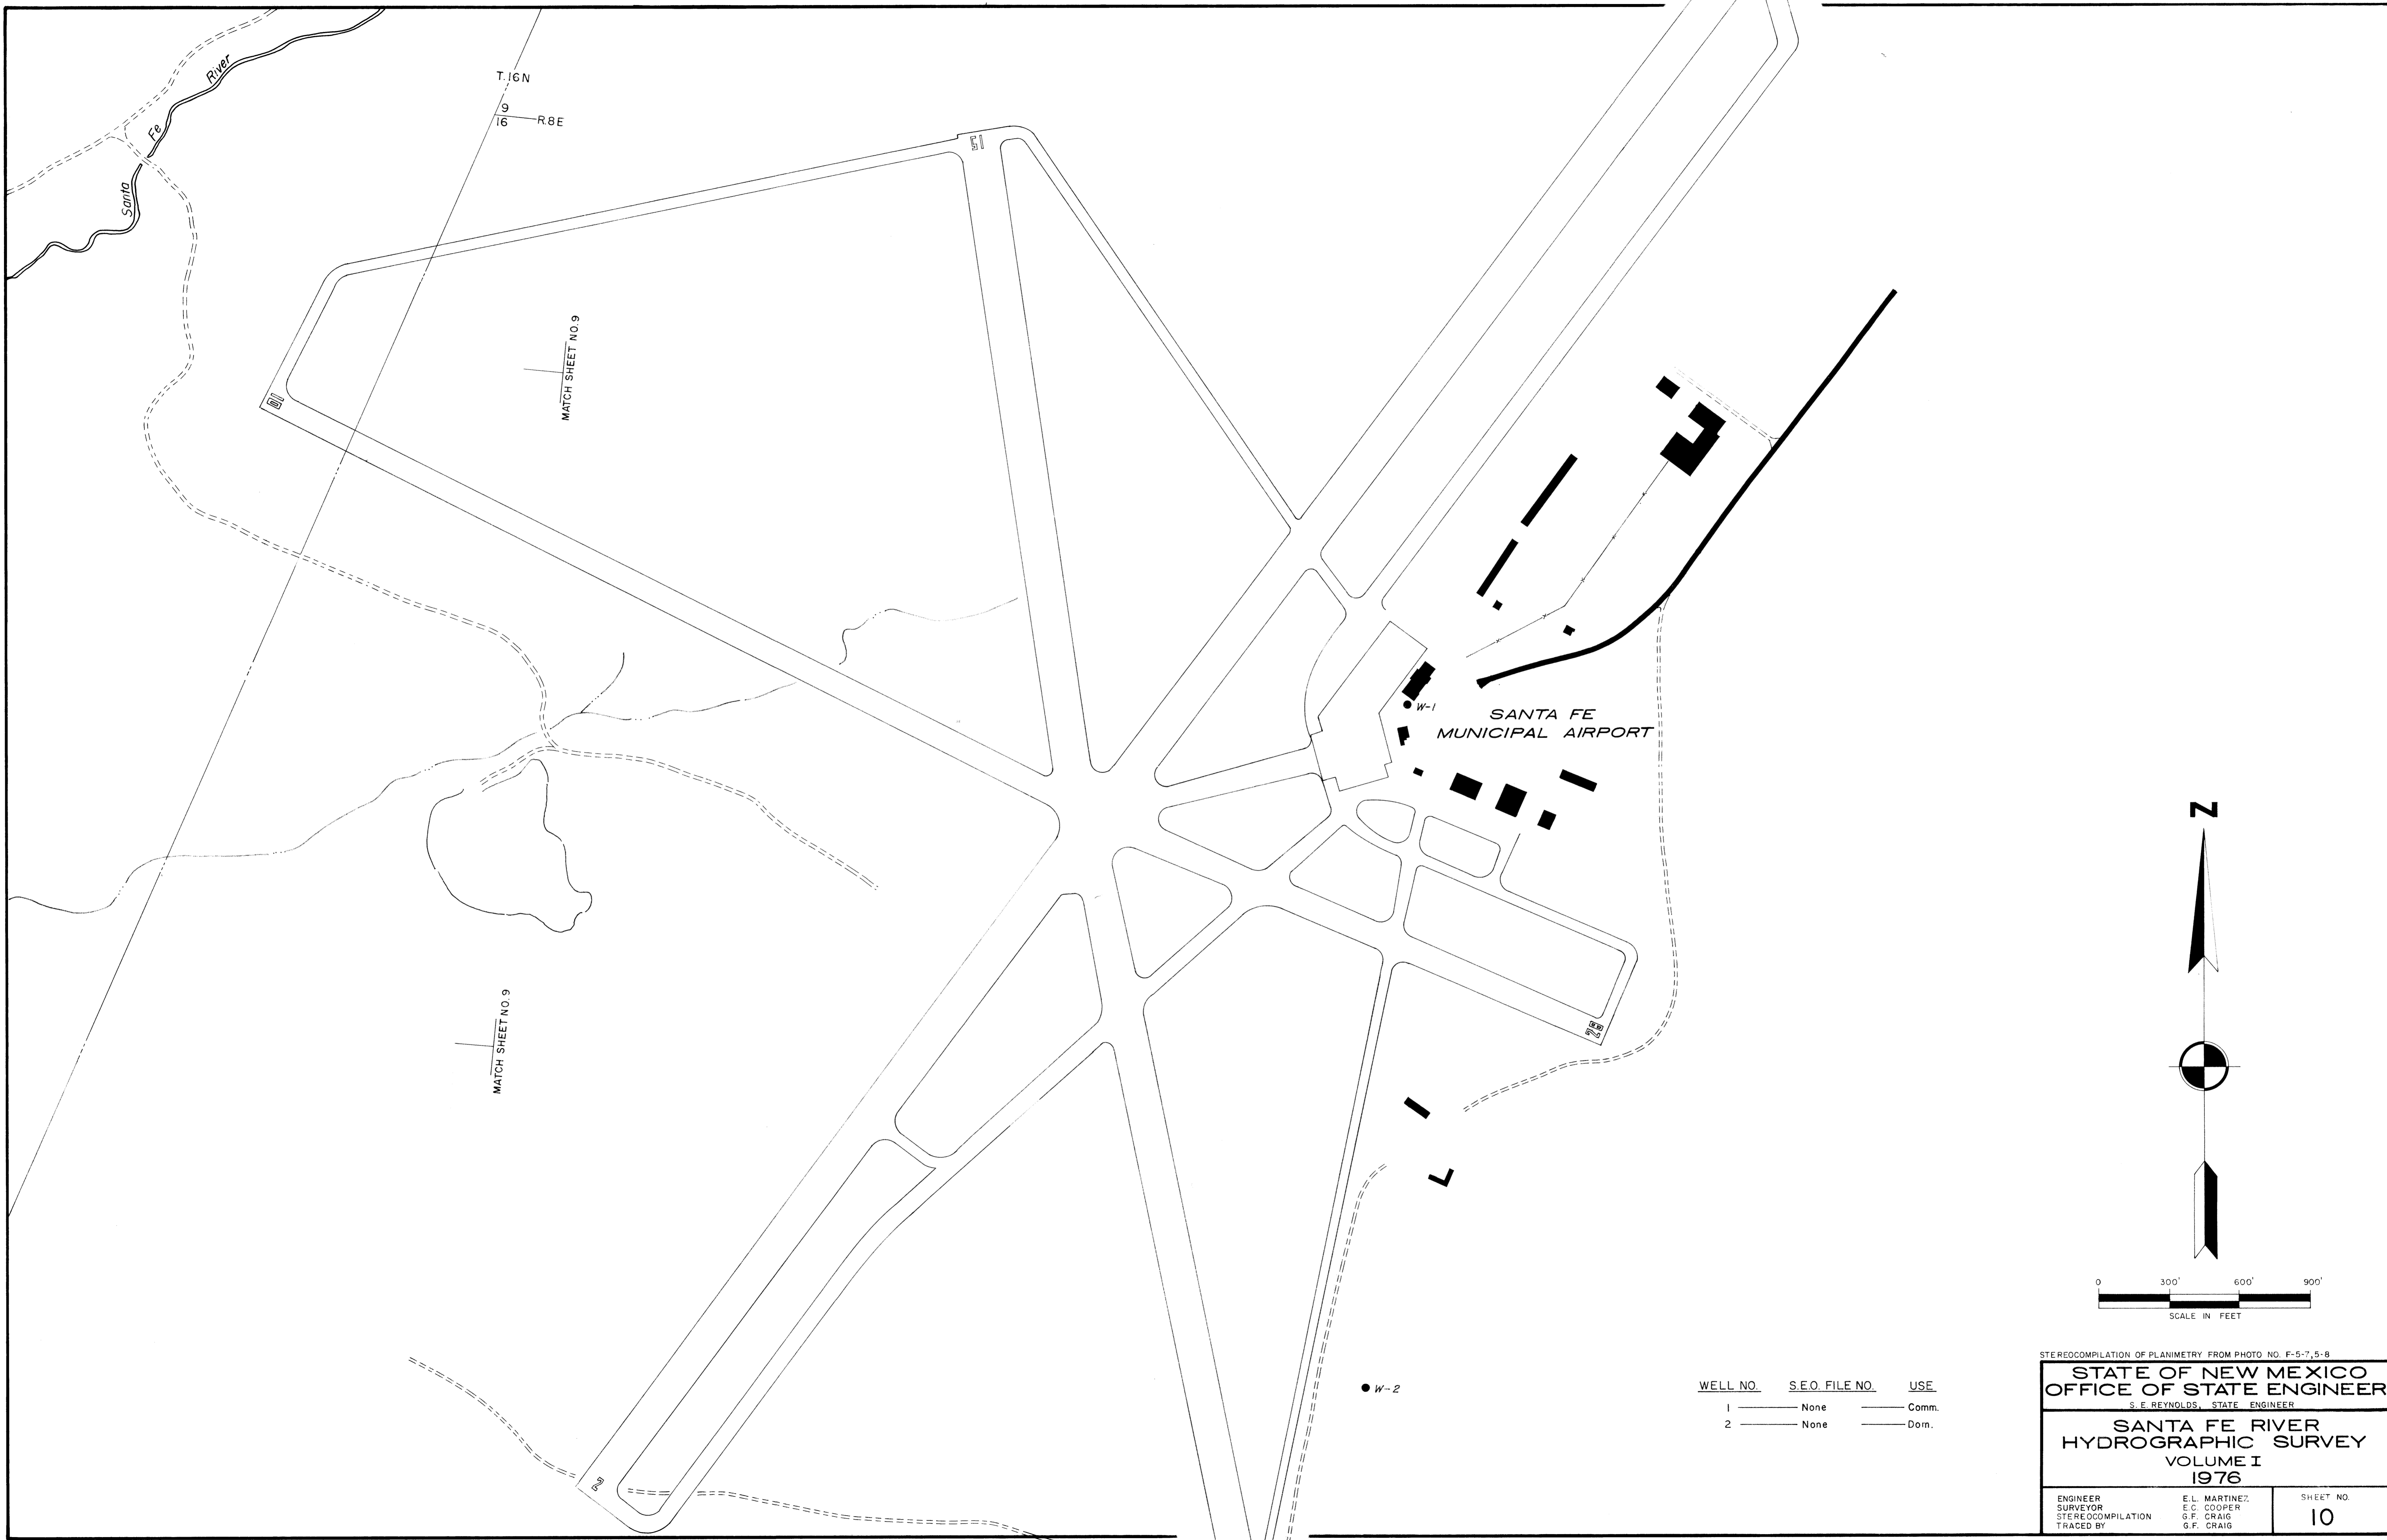 Santa Fe River
T.16N
9
16 R.8E
15
10
MATCH SHEET NO.9
W-1
SANTA FE
MUNICIPAL AIRPORT
N
MATCH SHEET NO.9
28
2
W-2
0 300' 600' 900'
SCALE IN FEET
WELL NO. S.E.O. FILE NO. USE
1 None Comm.
2 None Dom.
STEREOCOMPILATION OF PLANIMETRY FROM PHOTO NO. F-5-7,5-8
STATE OF NEW MEXICO
OFFICE OF STATE ENGINEER
S.E. REYNOLDS, STATE ENGINEER
SANTA FE RIVER
HYDROGRAPHIC SURVEY
VOLUME I
1976
ENGINEER E.L. MARTINEZ
SURVEYOR E.C. COOPER
STEREOCOMPILATION G.F. CRAIG
TRACED BY G.F. CRAIG
SHEET NO.
10